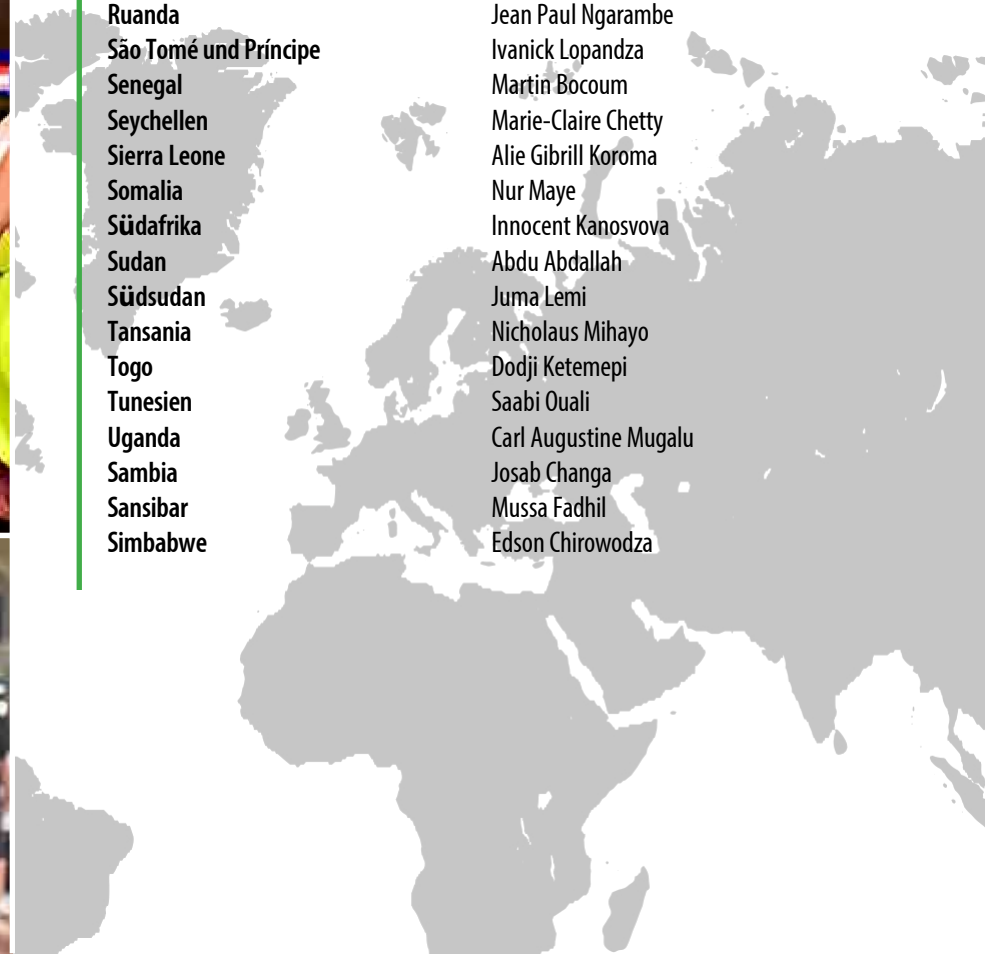 Ruanda Jean Paul Ngarambe
São Tomé und Príncipe Ivanick Lopandza
Senegal Martin Bocoum
Seychellen Marie-Claire Chetty
Sierra Leone Alie Gibrill Koroma
Somalia Nur Maye
Südafrika Innocent Kanosvova
Sudan Abdu Abdallah
Südsudan Juma Lemi
Tansania Nicholaus Mihayo
Togo Dodji Ketemepi
Tunesien Saabi Ouali
Uganda Carl Augustine Mugalu
Sambia Josab Changa
Sansibar Mussa Fadhil
Simbabwe Edson Chirowodza